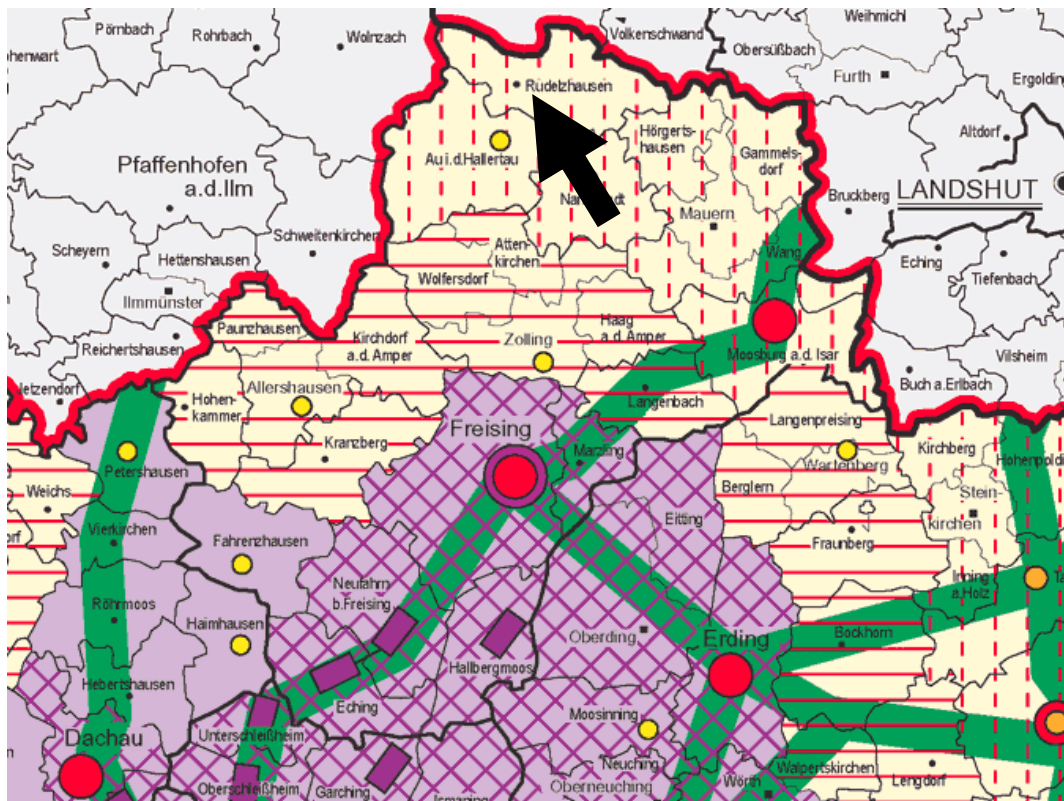 Pörnbach
Rohrbach
Wolnzach
Volkenschwand
Weihmichl
Obersüßbach
Furth
Ergolding
Rudelzhausen
Altdorf
Hörgerts-
hausen
Au i.d.Hallertau
Gammels-
dorf
Pfaffenhofen
a.d.Ilm
LANDSHUT
Bruckberg
Mauern
Schweitenkirchen
Scheyern
Hettenshausen
Atten-
kirchen
Wang
Eching
Tiefenbach
Wolfersdorf
Ilmmünster
Paunzhausen
Kirchdorf
a.d. Amper
Zolling
Haag
a.d. Amper
Reichertshausen
Moosburg a.d. Isar
Vilsheim
Buch a.Erlbach
Allershausen
Hohen-
kammer
Langenbach
Langenpreising
Freising
Kranzberg
Marzling
Kirchberg
Petershausen
Wartenberg
Weichs
Berglern
Stein-
kirchen
Eitting
Vierkirchen
Fahrenzhausen
Fraunberg
Neufahrn
b.Freising
Inning
a.Holz
Röhrmoos
Haimhausen
Oberding
Erding
Bockhorn
Hallbergmoos
Hebertshausen
Eching
Moosinning
Dachau
Unterschleißheim
Neuching
Walpertskirchen
Oberschleißheim
Garching
Oberneuching
Wörth
Lengdorf